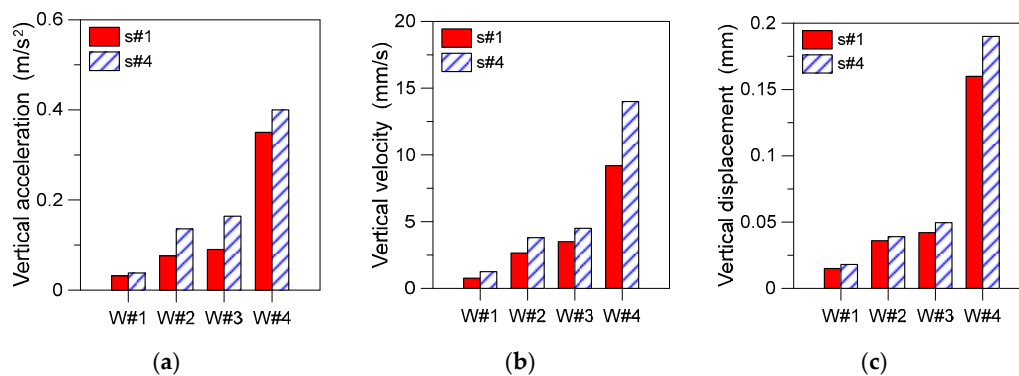 Vertical acceleration (m/s²)
0.6
0.4
0.2
0
s#1
s#4
W#1 W#2 W#3 W#4
(a)
Vertical velocity (mm/s)
20
15
10
5
0
s#1
s#4
W#1 W#2 W#3 W#4
(b)
Vertical displacement (mm)
0.2
0.15
0.1
0.05
0
s#1
s#4
W#1 W#2 W#3 W#4
(c)